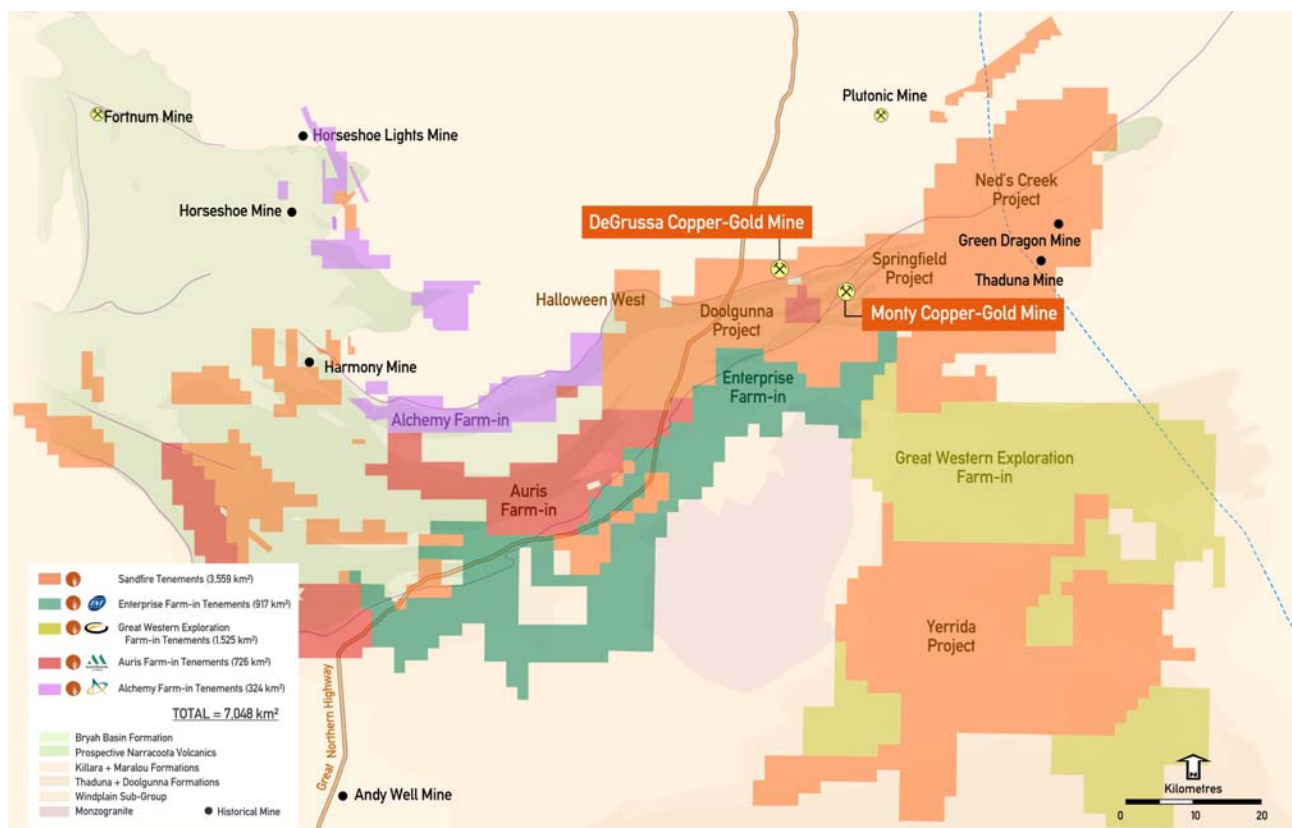 Plutonic Mine
Fortnum Mine
Horseshoe Lights Mine
Ned's Creek
Project
Horseshoe Mine
DeGrussa Copper-Gold Mine
Green Dragon Mine
Springfield
Project
Thaduna Mine
Halloween West
Doolgunna
Project
Monty Copper-Gold Mine
Harmony Mine
Enterprise
Farm-in
Alchemy Farm-in
Great Western Exploration
Farm-in
Auris
Farm-in
Yerrida
Project
Great Northern Highway
Andy Well Mine
Sandfire Tenements (3,559 km²)
Enterprise Farm-in Tenements (917 km²)
Great Western Exploration
Farm-in Tenements (1,525 km²)
Auris Farm-in Tenements (726 km²)
Alchemy Farm-in Tenements (324 km²)
TOTAL = 7,048 km²
Bryah Basin Formation
Prospective Narracoota Volcanics
Killara + Maralou Formations
Thaduna + Doolgunna Formations
Windplain Sub-Group
Monzogranite
Historical Mine
N
Kilometres
0 10 20